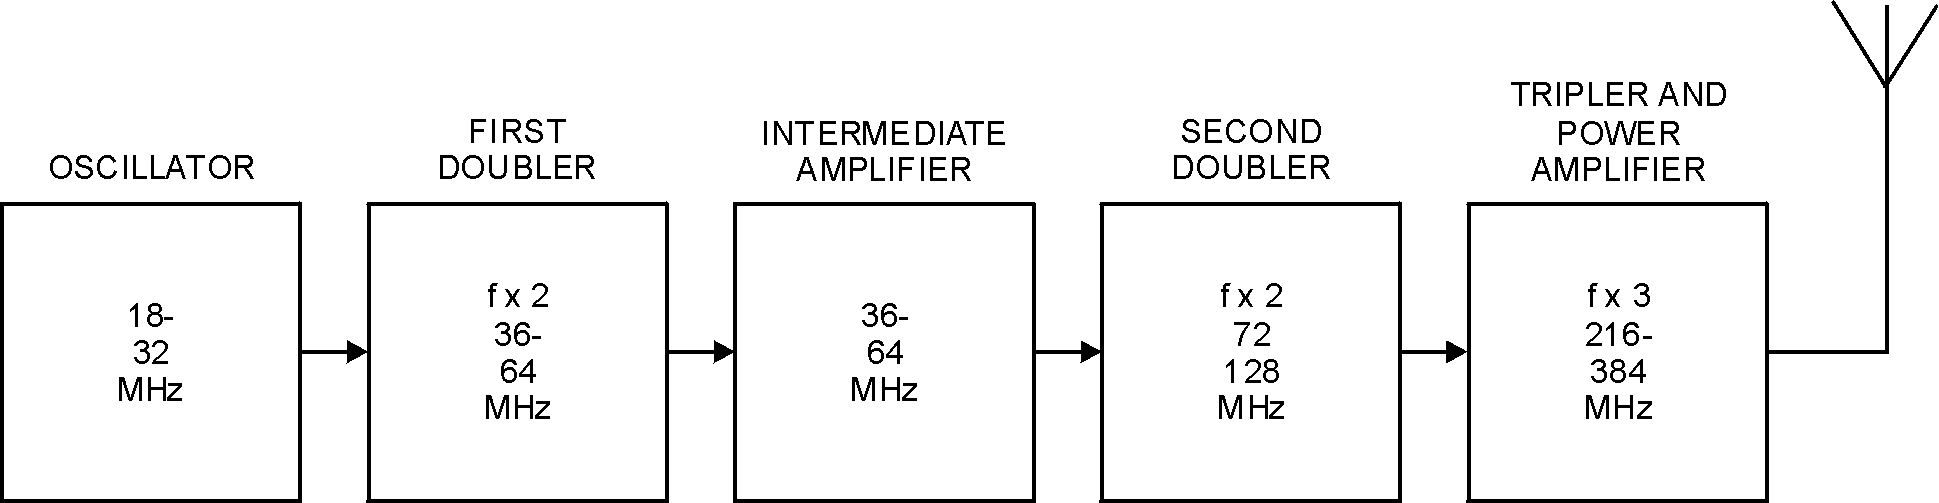 OSCILLATOR
18-
32
MHz
FIRST
DOUBLER
f x 2
36-
64
MHz
INTERMEDIATE
AMPLIFIER
36-
64
MHz
SECOND
DOUBLER
f x 2
72
128
MHz
TRIPLER AND
POWER
AMPLIFIER
f x 3
216-
384
MHz